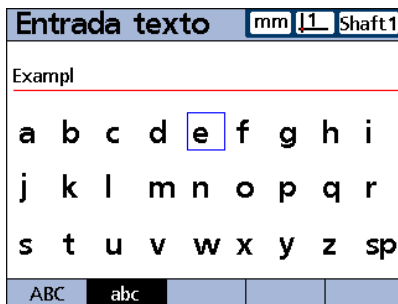 Entrada texto mm 1 Shaft1
Exampl
a b c d e f g h i
j k l m n o p q r
s t u v w x y z sp
ABC abc